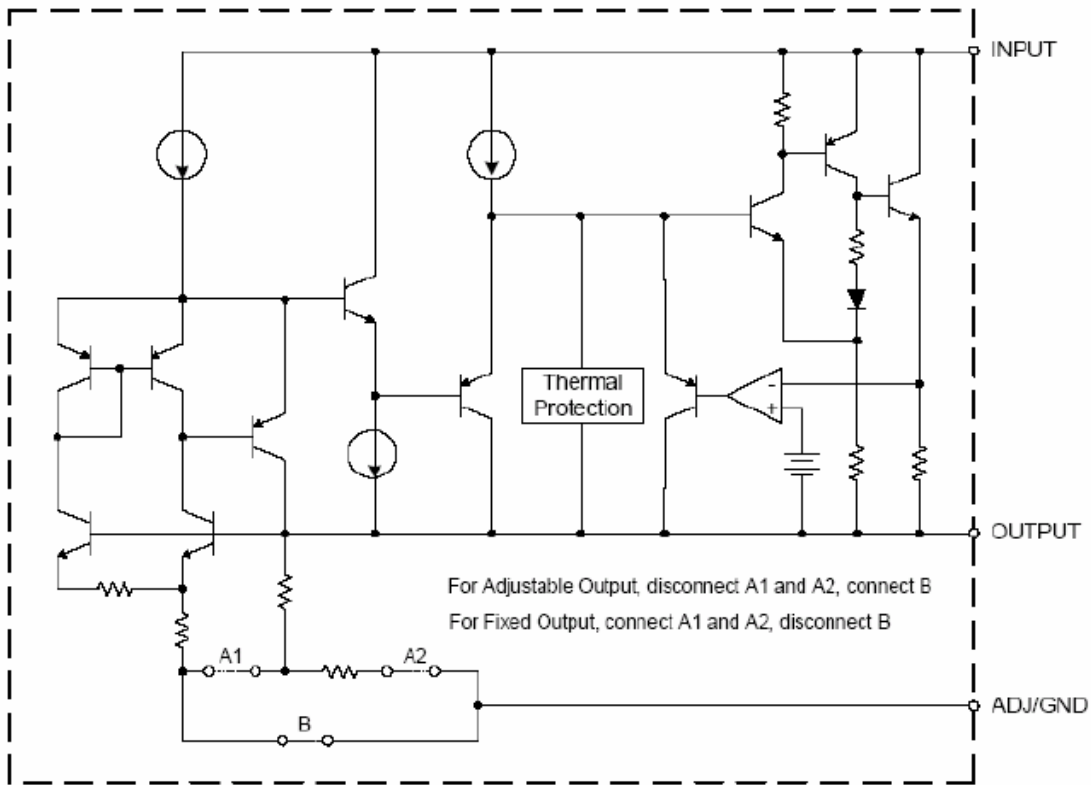 INPUT
Thermal
Protection
-
+
OUTPUT
For Adjustable Output, disconnect A1 and A2, connect B
For Fixed Output, connect A1 and A2, disconnect B
A1
A2
ADJ/GND
B